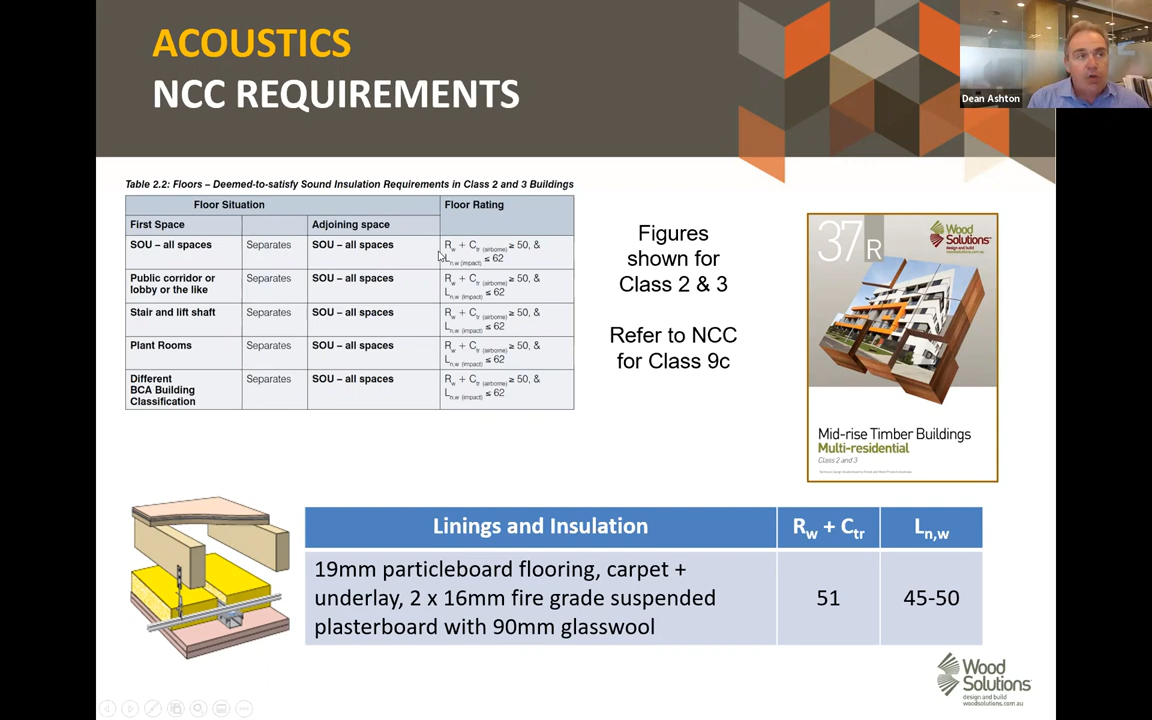 ACOUSTICS
NCC REQUIREMENTS
Dean Ashton
Table 2.2: Floors – Deemed-to-satisfy Sound Insulation Requirements in Class 2 and 3 Buildings
Floor Situation Floor Rating
First Space Adjoining space
SOU – all spaces Separates SOU – all spaces Rw + Ctr (airborne) ≥ 50, &
Ln,w (impact) ≤ 62
Public corridor or
lobby or the like Separates SOU – all spaces Rw + Ctr (airborne) ≥ 50, &
Ln,w (impact) ≤ 62
Stair and lift shaft Separates SOU – all spaces Rw + Ctr (airborne) ≥ 50, &
Ln,w (impact) ≤ 62
Plant Rooms Separates SOU – all spaces Rw + Ctr (airborne) ≥ 50, &
Ln,w (impact) ≤ 62
Different
BCA Building
Classification Separates SOU – all spaces Rw + Ctr (airborne) ≥ 50, &
Ln,w (impact) ≤ 62
Figures
shown for
Class 2 & 3
Refer to NCC
for Class 9c
37R
Wood
Solutions
design and build
woodsolutions.com.au
Mid-rise Timber Buildings
Multi-residential
Class 2 and 3
Linings and Insulation Rw + Ctr Ln,w
19mm particleboard flooring, carpet +
underlay, 2 x 16mm fire grade suspended
plasterboard with 90mm glasswool
51 45-50
Wood
Solutions
design and build
woodsolutions.com.au